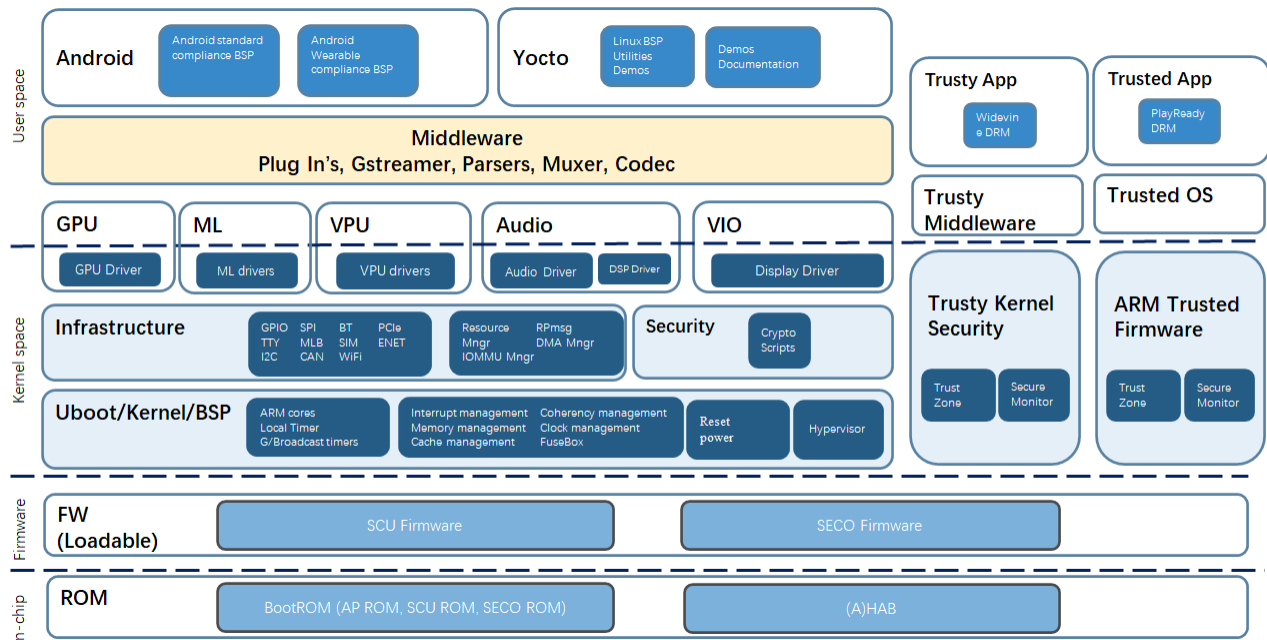 User space
Android
Android standard
compliance BSP
Android
Wearable
compliance BSP
Yocto
Linux BSP
Utilities
Demos
Demos
Documentation
Trusty App
Widevin
e DRM
Trusted App
PlayReady
DRM
Middleware
Plug In's, Gstreamer, Parsers, Muxer, Codec
Trusty
Middleware
Trusted OS
GPU
ML
VPU
Audio
VIO
Kernel space
GPU Driver
ML drivers
VPU drivers
Audio Driver
DSP Driver
Display Driver
Infrastructure
GPIO SPI BT PCIe
TTY MLB SIM ENET
I2C CAN WiFi
Resource RPmsg
Mngr DMA Mngr
IOMMU Mngr
Security
Crypto
Scripts
Trusty Kernel
Security
Trust
Zone
Secure
Monitor
ARM Trusted
Firmware
Trust
Zone
Secure
Monitor
Uboot/Kernel/BSP
ARM cores
Local Timer
G/Broadcast timers
Interrupt management Coherency management
Memory management Clock management
Cache management FuseBox
Reset
power
Hypervisor
Firmware
FW
(Loadable)
SCU Firmware
SECO Firmware
n-chip
ROM
BootROM (AP ROM, SCU ROM, SECO ROM)
(A)HAB